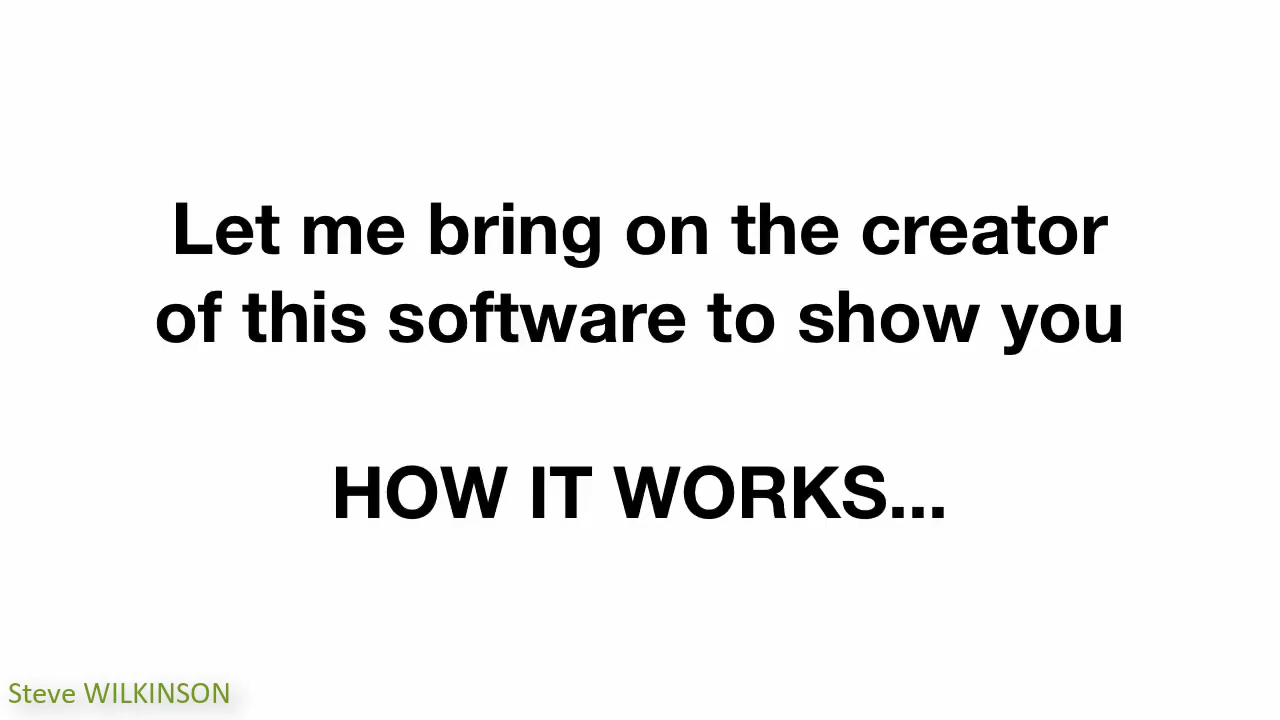 Let me bring on the creator
of this software to show you
HOW IT WORKS...
Steve WILKINSON